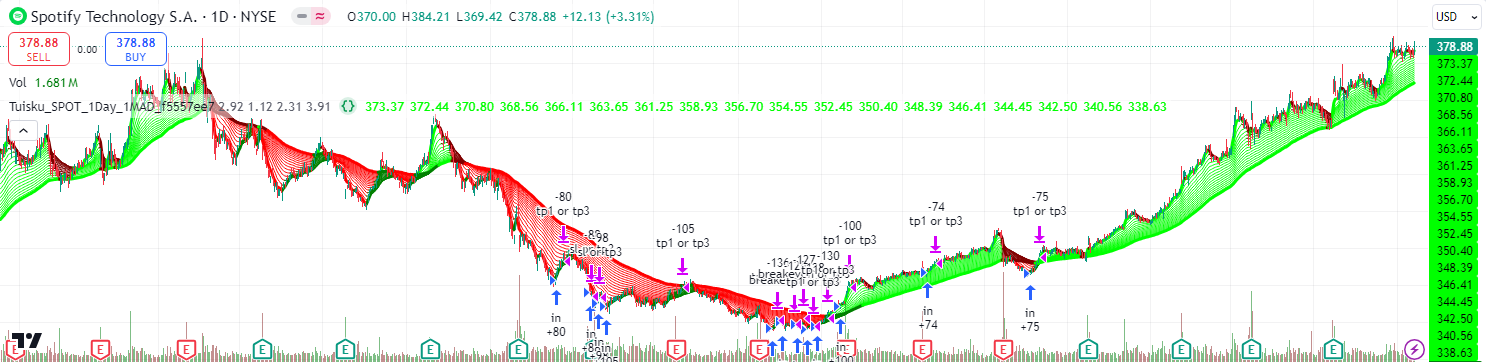 Spotify Technology S.A. · 1D · NYSE O370.00 H384.21 L369.42 C378.88 +12.13 (+3.31%)
USD
378.88
SELL
0.00
378.88
BUY
Vol 1.681M
Tuisku_SPOT_1Day_1MAD_f5557ee7 2.92 1.12 2.31 3.91 {} 373.37 372.44 370.80 368.56 366.11 363.65 361.25 358.93 356.70 354.55 352.45 350.40 348.39 346.41 344.45 342.50 340.56 338.63
-80
tp1 or tp3
-98
-105
tp1 or tp3
-100
tp1 or tp3
-74
tp1 or tp3
-75
tp1 or tp3
-127
-130
tp1 or tp3
in
+80
in
+74
in
+75
378.88
373.37
372.44
370.80
368.56
366.11
363.65
361.25
358.93
356.70
354.55
352.45
350.40
348.39
346.41
344.45
342.50
340.56
338.63
E E E E E E E E E E E E E E E E